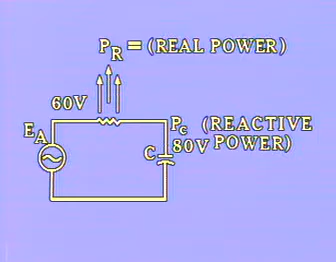 PR = (REAL POWER)
60V
EA
PC (REACTIVE
C 80V POWER)